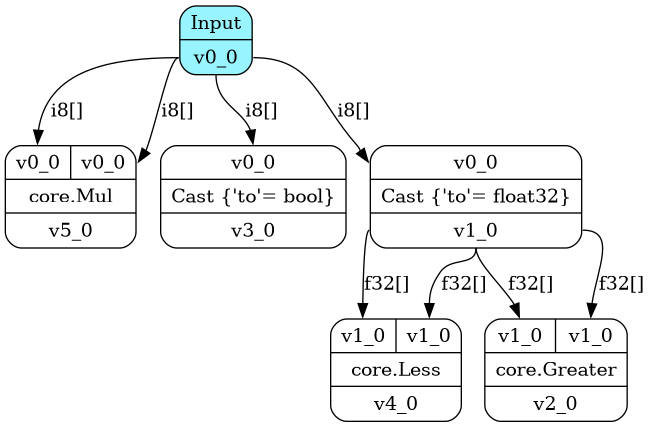 Input
v0_0
i8[] i8[] i8[] i8[]
v0_0 v0_0 v0_0 v0_0
core.Mul Cast {'to'= bool} Cast {'to'= float32}
v5_0 v3_0 v1_0
f32[] f32[] f32[] f32[]
v1_0 v1_0 v1_0 v1_0
core.Less core.Greater
v4_0 v2_0